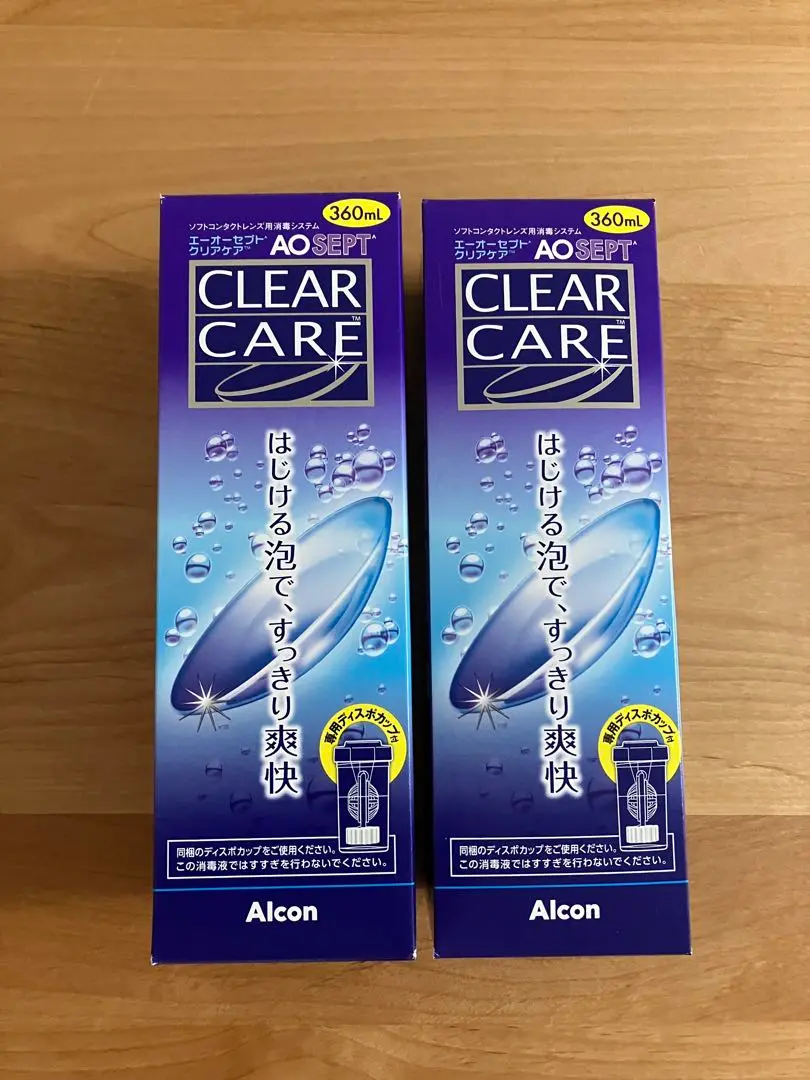 360mL
ソフトコンタクトレンズ用消毒システム
エーオーセプト
クリアケア™
AOSEPT
CLEAR
CARE™
はじける泡で、すっきり爽快
専用ディスポカップ付
同梱のディスポカップをご使用ください。
この消毒液ではすすぎを行わないでください。
Alcon
360mL
ソフトコンタクトレンズ用消毒システム
エーオーセプト
クリアケア™
AOSEPT
CLEAR
CARE™
はじける泡で、すっきり爽快
専用ディスポカップ付
同梱のディスポカップをご使用ください。
この消毒液ではすすぎを行わないでください。
Alcon